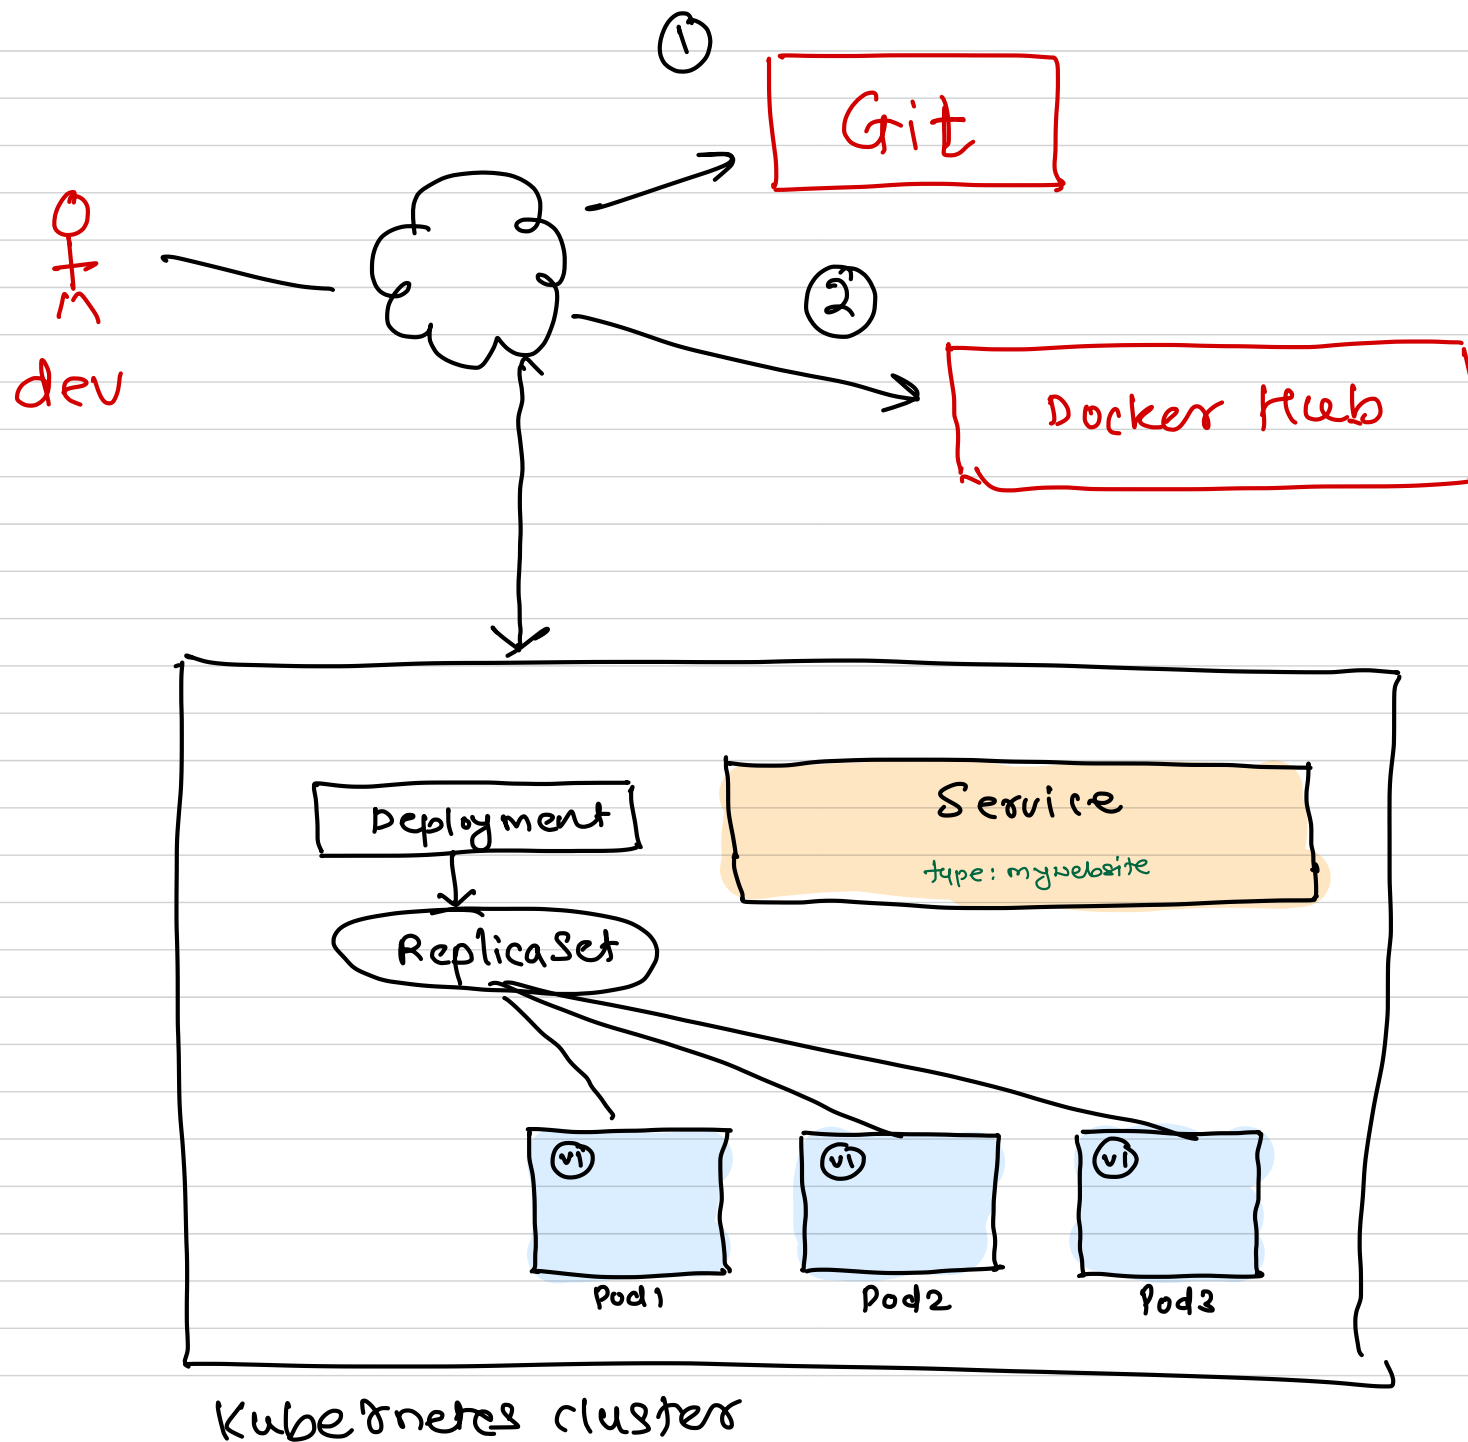 1
Git
2
dev
Docker Hub
Deployment
Service
type: mywebsite
ReplicaSet
v1
v1
v1
Pod1
Pod2
Pod3
Kubernetes cluster